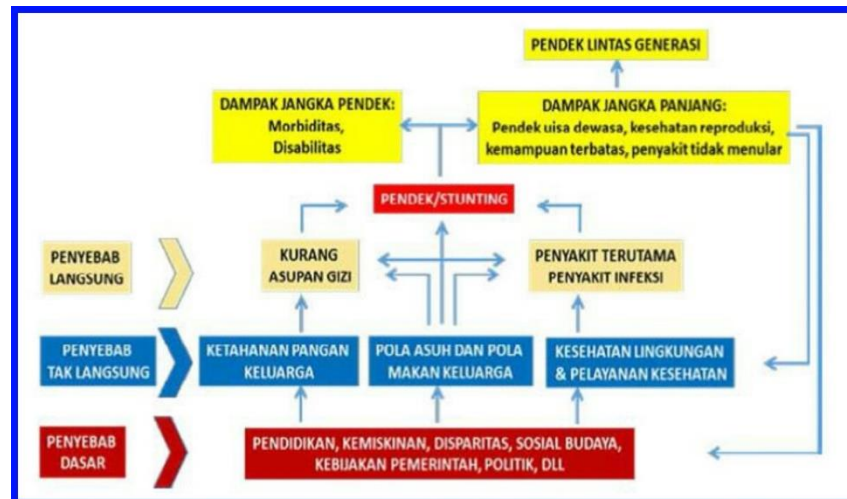 PENDEK LINTAS GENERASI
DAMPAK JANGKA PENDEK:
Morbiditas,
Disabilitas
DAMPAK JANGKA PANJANG:
Pendek uisa dewasa, kesehatan reproduksi,
kemampuan terbatas, penyakit tidak menular
PENDEK/STUNTING
PENYEBAB
LANGSUNG
KURANG
ASUPAN GIZI
PENYAKIT TERUTAMA
PENYAKIT INFEKSI
PENYEBAB
TAK LANGSUNG
KETAHANAN PANGAN
KELUARGA
POLA ASUH DAN POLA
MAKAN KELUARGA
KESEHATAN LINGKUNGAN
& PELAYANAN KESEHATAN
PENYEBAB
DASAR
PENDIDIKAN, KEMISKINAN, DISPARITAS, SOSIAL BUDAYA,
KEBIJAKAN PEMERINTAH, POLITIK, DLL